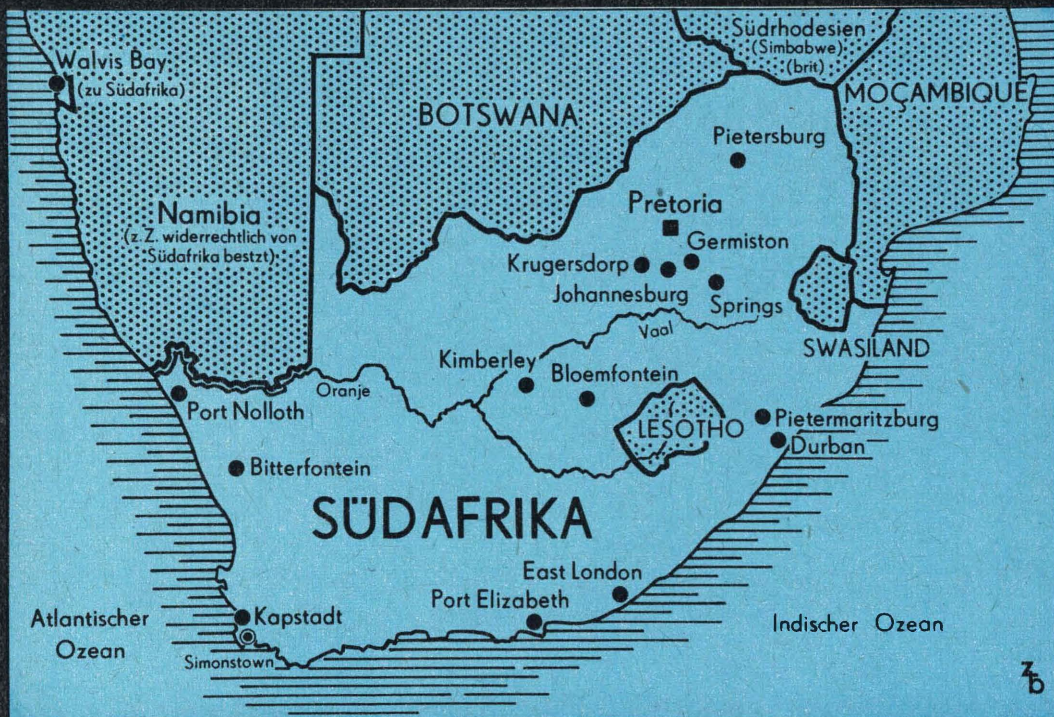 Südrhodesien
(Simbabwe)
(brit)
Walvis Bay
(zu Südafrika)
MOÇAMBIQUE
BOTSWANA
Pietersburg
Namibia
(z. Z. widerrechtlich von
Südafrika bestzt)
Pretoria
Germiston
Krugersdorp
Johannesburg
Springs
Vaal
SWASILAND
Kimberley
Bloemfontein
Oranje
Port Nolloth
LESOTHO
Pietermaritzburg
Durban
Bitterfontein
SÜDAFRIKA
East London
Port Elizabeth
Kapstadt
Simonstown
Atlantischer
Ozean
Indischer Ozean